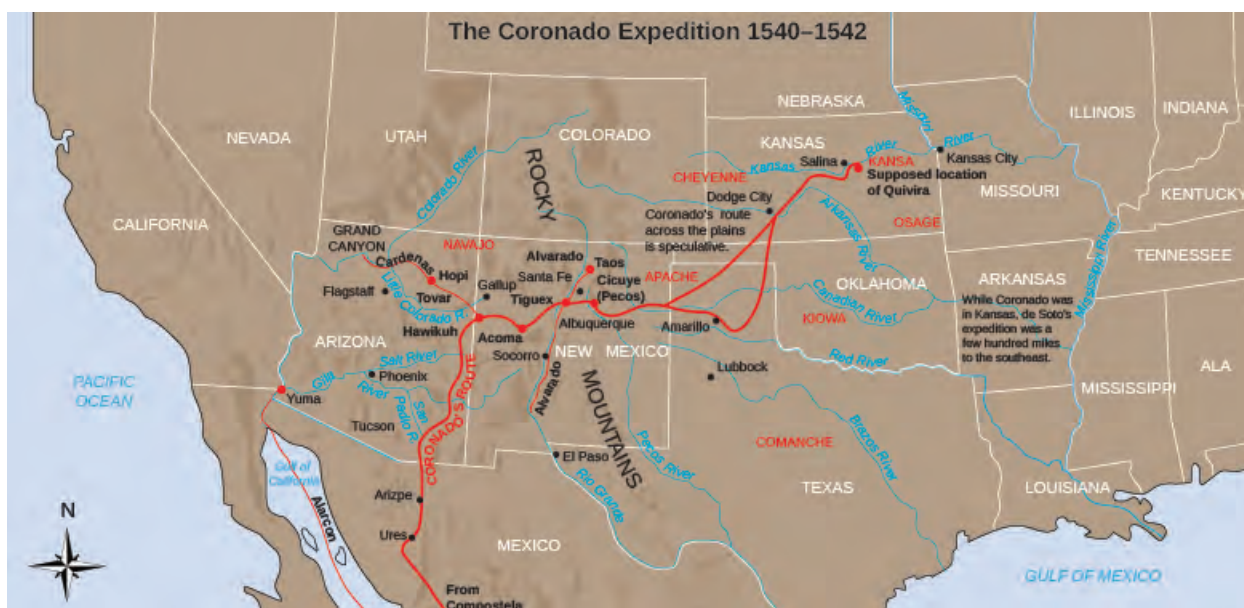 The Coronado Expedition 1540–1542
NEBRASKA
Missouri
ILLINOIS
INDIANA
NEVADA
UTAH
COLORADO
KANSAS
River
River
Salina
KANSA
Kansas City
Kansas
Supposed location
of Quivira
CHEYENNE
MISSOURI
KENTUCKY
Colorado River
ROCKY
Dodge City
Arkansas River
OSAGE
Coronado's route
across the plains
is speculative.
CALIFORNIA
GRAND
CANYON
NAVAJO
Mississippi River
TENNESSEE
Cardenas
Hopi
Alvarado
Taos
Santa Fe
Cicuye
(Pecos)
APACHE
Flagstaff
Tovar
Gallup
Tiguex
OKLAHOMA
ARKANSAS
Little Colorado R.
Canadian River
While Coronado was
in Kansas, de Soto's
expedition was a
few hundred miles
to the southeast.
Hawikuh
Acoma
Albuquerque
Amarillo
KIOWA
ARIZONA
Socorro
NEW
MEXICO
Red River
Salt River
Phoenix
Lubbock
Gila
River
PACIFIC
OCEAN
Yuma
San
Padio R.
Tucson
CORONADO'S ROUTE
Alvarado
MOUNTAINS
Pecos River
Brazos River
MISSISSIPPI
ALA
COMANCHE
El Paso
Rio Grande
Gulf of
California
TEXAS
LOUISIANA
Alarcon
Arizpe
N
Ures
MEXICO
GULF OF MEXICO
From
Compostela